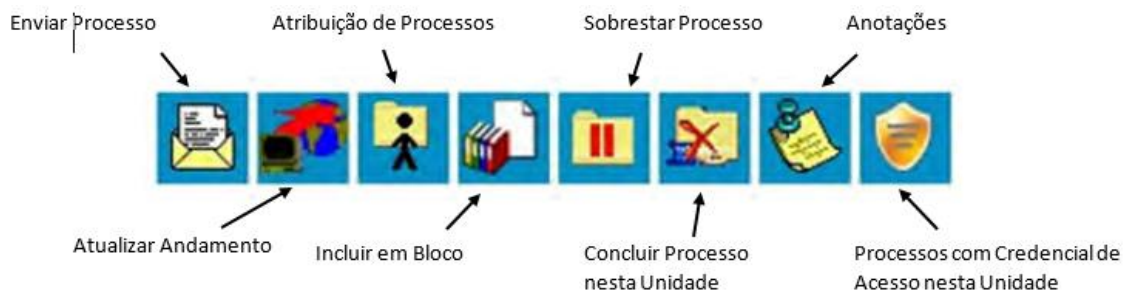 Enviar Processo
Atribuição de Processos
Sobrestar Processo
Anotações
Atualizar Andamento
Incluir em Bloco
Concluir Processo
nesta Unidade
Processos com Credencial de
Acesso nesta Unidade